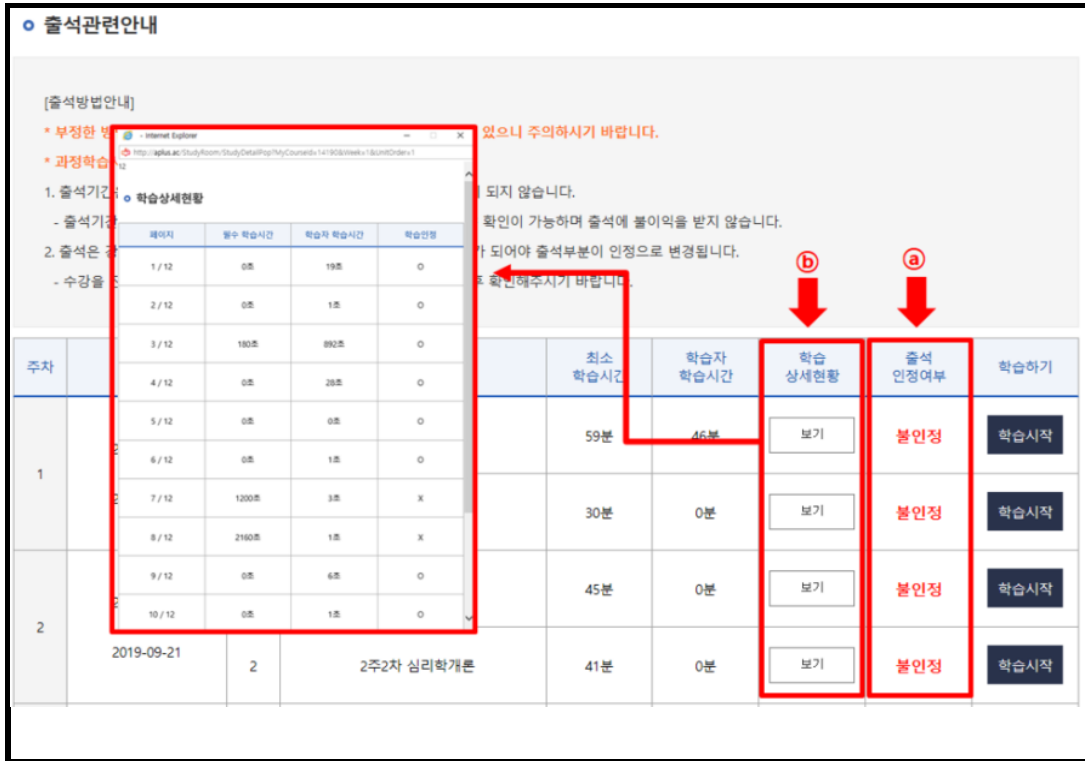 출석관련안내
[출석방법안내]
* 부정한 방
있으니 주의하시기 바랍니다.
* 과정학습
1. 출석기간
되지 않습니다.
- 출석기간
확인이 가능하며 출석에 불이익을 받지 않습니다.
2. 출석은
되어야 출석부분이 인정으로 변경됩니다.
- 수강을
확인해주시기 바랍니다.
- Internet Explorer
http://aplus.ac/StudyRoom/StudyDetailPop?MyCourseId=14190&Week=1&UnitOrder=1
12
학습상세현황
페이지 필수 학습시간 학습자 학습시간 학습인정
1 / 12 0초 19초 O
2 / 12 0초 1초 O
3 / 12 180초 892초 O
4 / 12 0초 28초 O
5 / 12 0초 0초 O
6 / 12 0초 1초 O
7 / 12 1200초 3초 X
8 / 12 2160초 1초 X
9 / 12 0초 6초 O
10 / 12 0초 1초 O
ⓑ ⓐ
주차 최소 학습자 학습 출석 학습하기
학습시간 학습시간 상세현황 인정여부
1
59분 46분 보기 불인정 학습시작
30분 0분 보기 불인정 학습시작
2
45분 0분 보기 불인정 학습시작
2019-09-21 2 2주2차 심리학개론 41분 0분 보기 불인정 학습시작